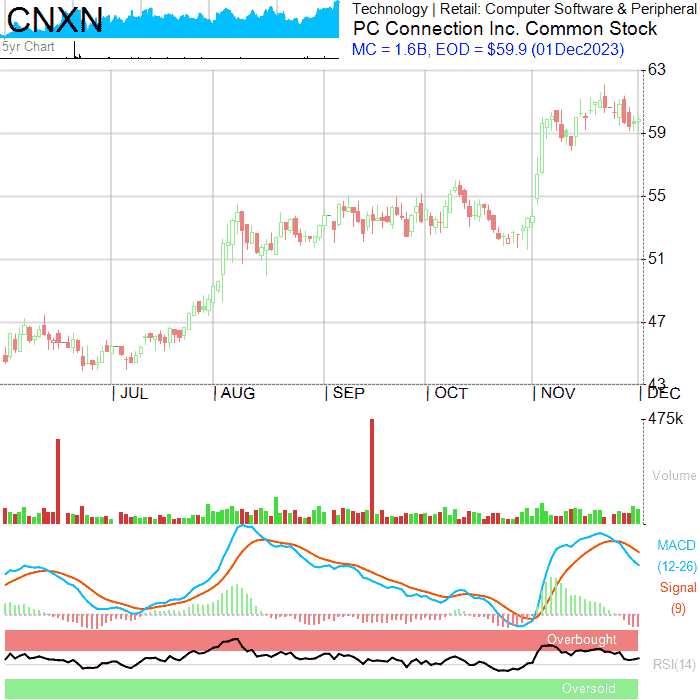 CNXN
5yr Chart
Technology | Retail: Computer Software & Peripheral
PC Connection Inc. Common Stock
MC = 1.6B, EOD = $59.9 (01Dec2023)
63
59
55
51
47
43
| JUL | AUG | SEP | OCT | NOV | DEC
475k
Volume
MACD
(12-26)
Signal
(9)
Overbought
RSI(14)
Oversold